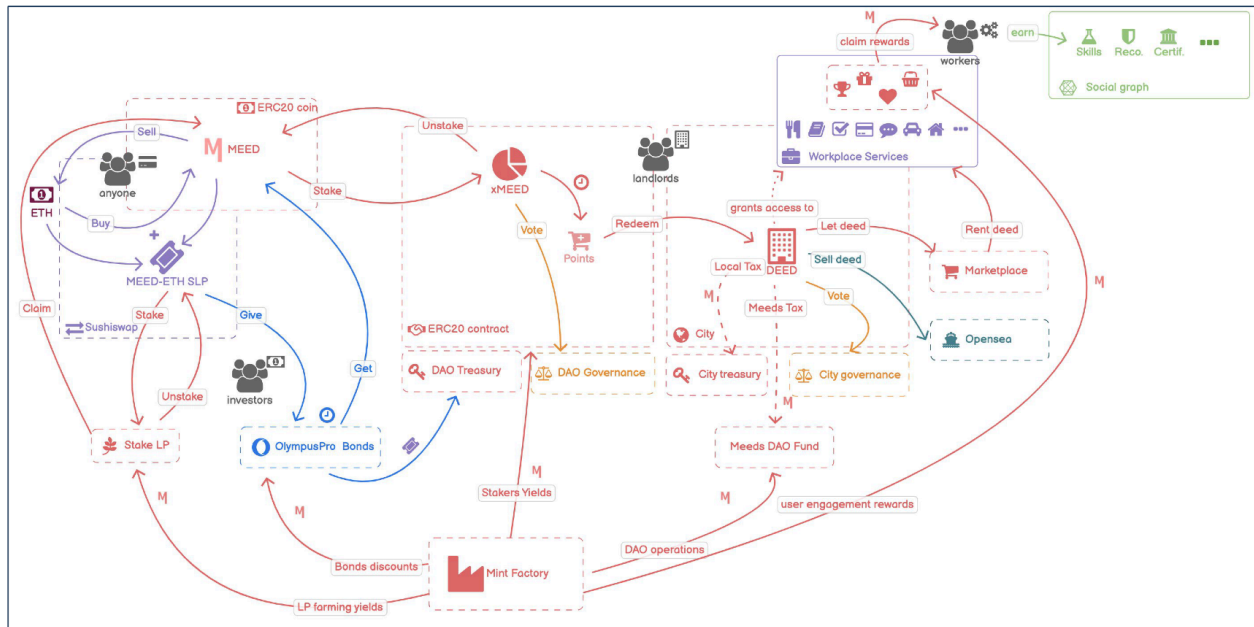 claim rewards
workers
earn
Skills
Reco.
Certif.
Social graph
ERC20 coin
Sell
MEED
Unstake
anyone
ETH
Buy
Stake
xMEED
landlords
Workplace Services
grants access to
Vote
Points
Redeem
DEED
Let deed
Rent deed
Marketplace
Local Tax
Sell deed
Meeds Tax
Vote
MEED-ETH SLP
Claim
Stake
Give
Sushiswap
ERC20 contract
City
Opensea
Get
investors
Unstake
DAO Treasury
DAO Governance
City treasury
City governance
Stake LP
OlympusPro Bonds
Meeds DAO Fund
Stakers Yields
user engagement rewards
DAO operations
Bonds discounts
Mint Factory
LP farming yields